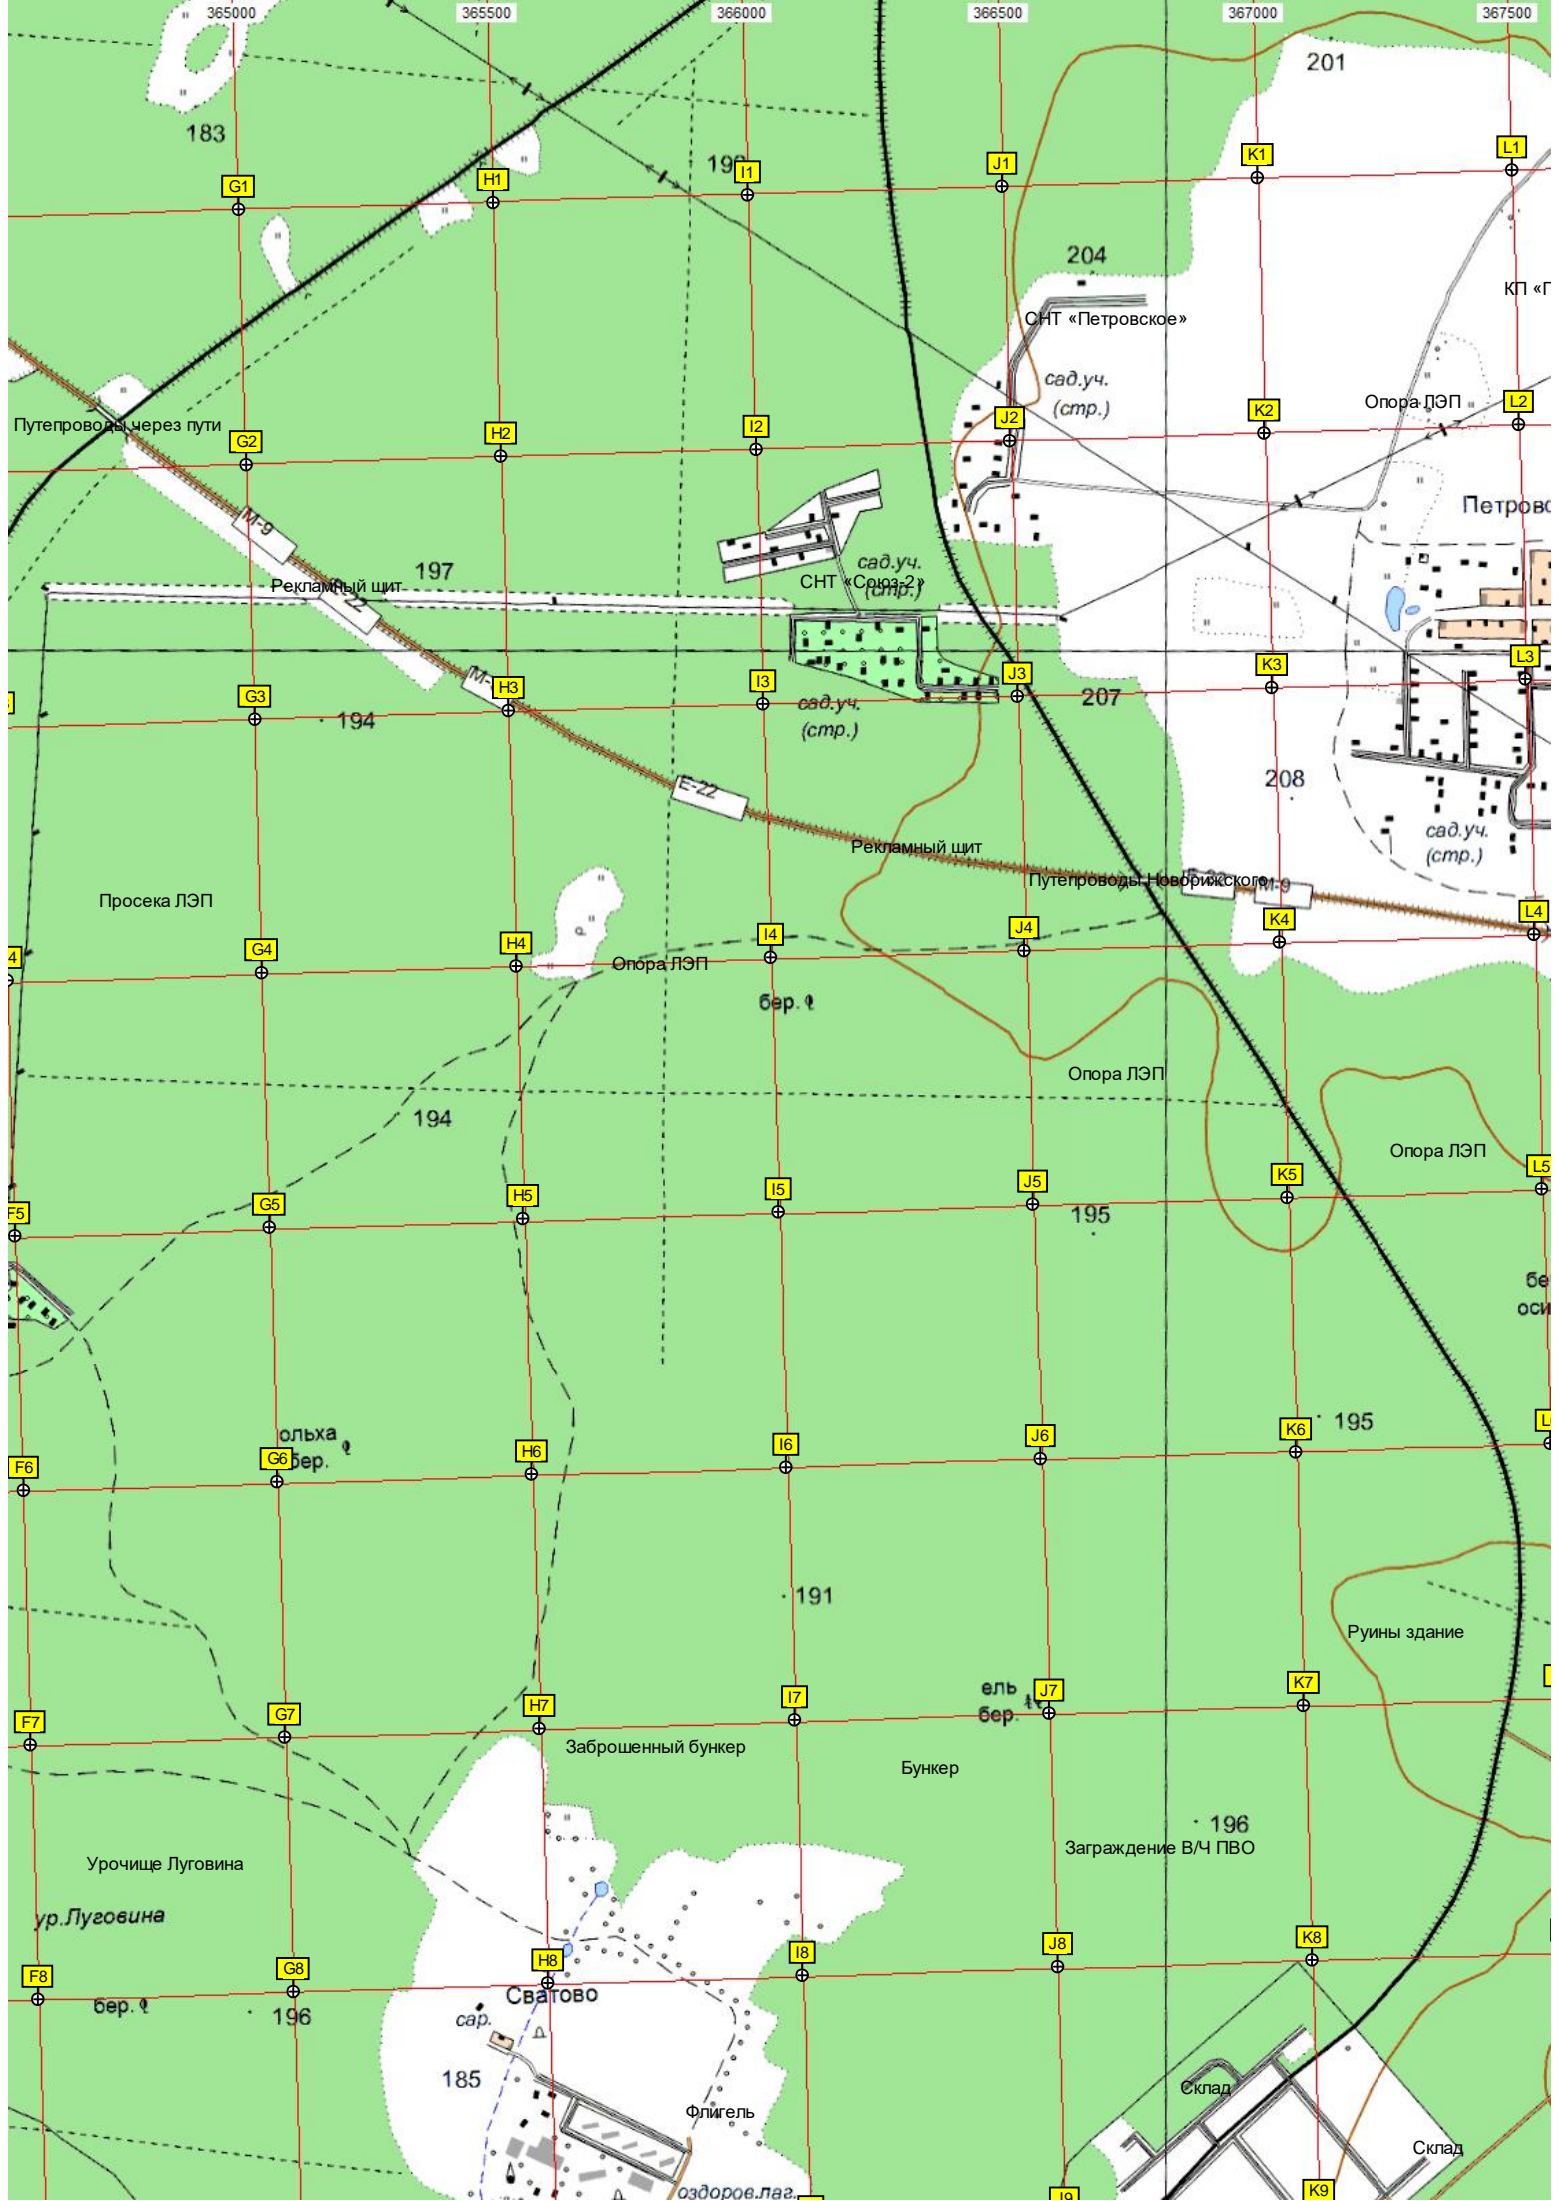 365000 365500 366000 366500 367000 367500
201
183
G1 H1 I1 J1 K1 L1
204
СНТ «Петровское»
сад.уч.
(стр.)
Опора ЛЭП
Путепроводы через пути
G2 H2 I2 J2 K2 L2
М-9
197
Рекламный щит
сад.уч.
СНТ «Союз-2»
(стр.)
G3 H3 I3 J3 K3 L3
194
сад.уч.
(стр.)
207
208
Е-22
сад.уч.
(стр.)
Рекламный щит
Путепроводы Новорижского
М-9
Просека ЛЭП
G4 H4 I4 J4 K4 L4
Опора ЛЭП
бер.
Опора ЛЭП
194
Опора ЛЭП
F5 G5 H5 I5 J5 K5 L5
195
ольха
бер.
195
F6 G6 H6 I6 J6 K6
191
Руины здание
ель
бер.
F7 G7 H7 I7 J7 K7
Заброшенный бункер
Бункер
196
Заграждение В/Ч ПВО
Урочище Луговина
ур.Луговина
F8 G8 H8 I8 J8 K8
Сватово
бер.
196
сар.
185
Флигель
Склад
Склад
оздоров.лаг.
J9 K9